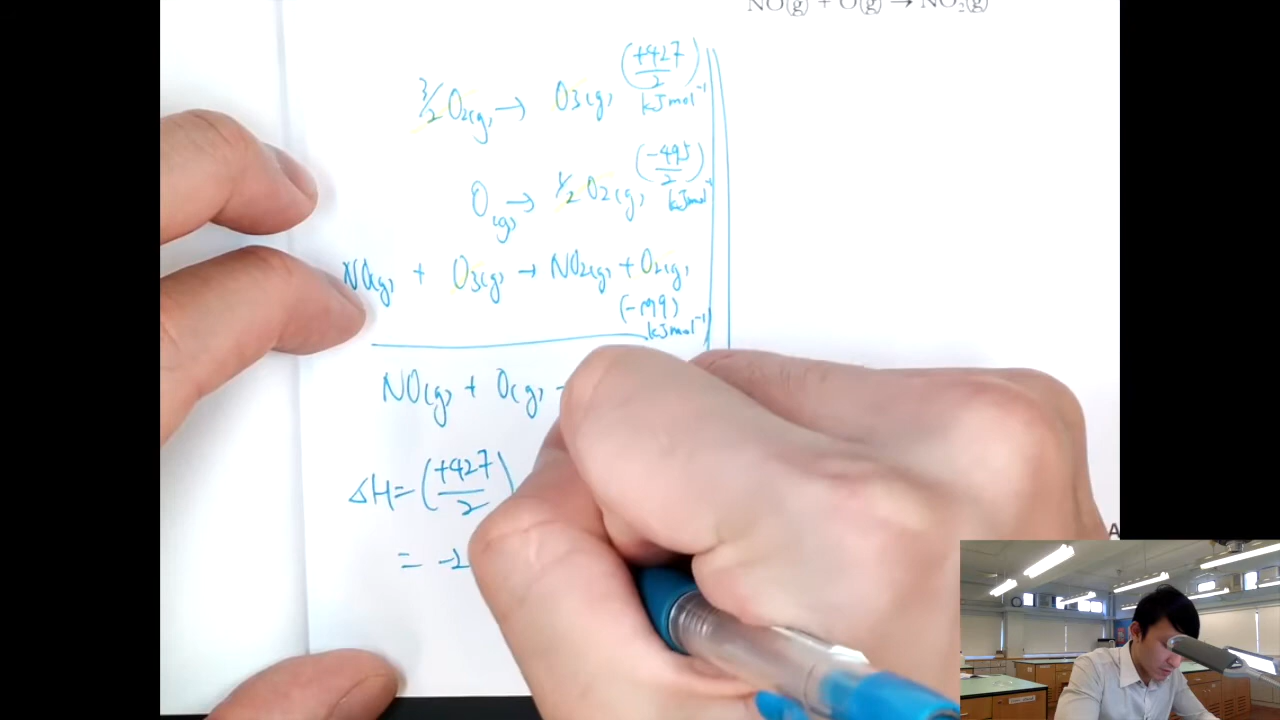 NO(g) + O(g) → NO₂(g)
3/2 O₂(g) → O₃(g) (+427/2) kJmol⁻¹
O(g) → 1/2 O₂(g) (-495/2) kJmol⁻¹
NO(g) + O₃(g) → NO₂(g) + O₂(g)
(-199) kJmol⁻¹
NO(g) + O(g)
ΔH = (+427/2)
= -2
A